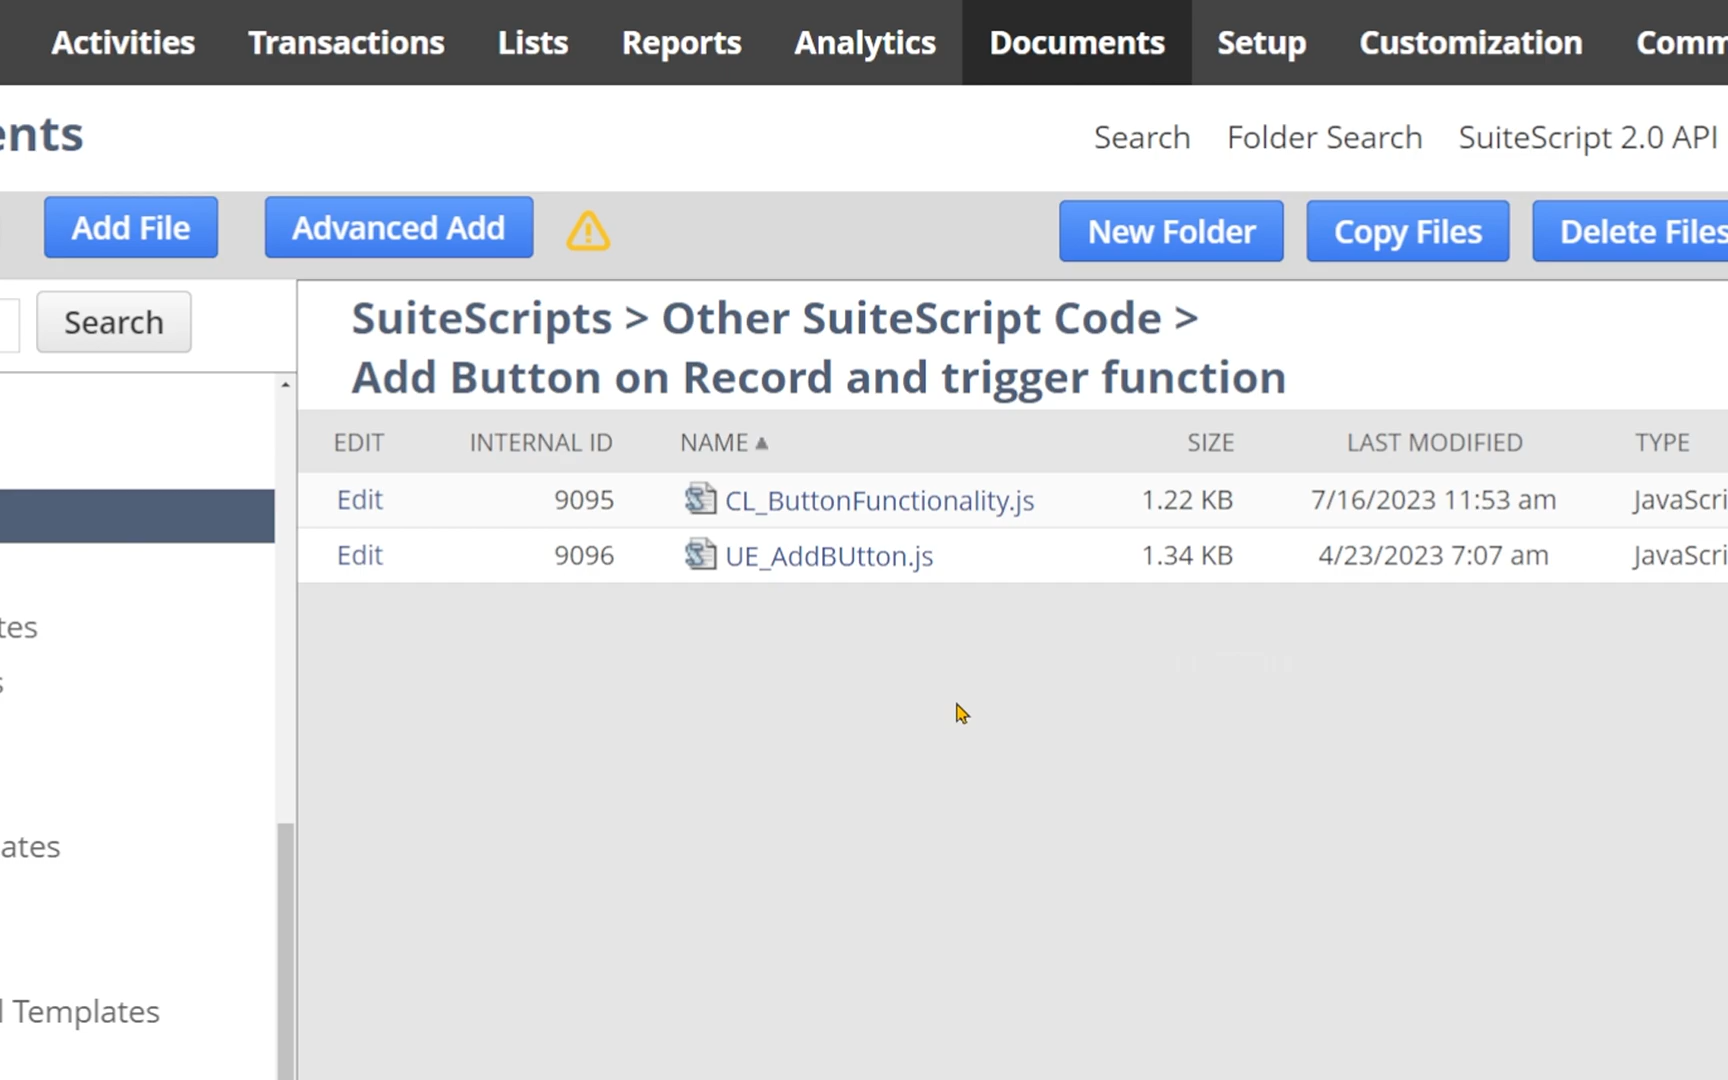 Activities Transactions Lists Reports Analytics Documents Setup Customization Comm
ents
Search Folder Search SuiteScript 2.0 API
Add File Advanced Add New Folder Copy Files Delete Files
Search
SuiteScripts > Other SuiteScript Code >
Add Button on Record and trigger function
EDIT INTERNAL ID NAME SIZE LAST MODIFIED TYPE
Edit 9095 CL_ButtonFunctionality.js 1.22 KB 7/16/2023 11:53 am JavaScri
Edit 9096 UE_AddBUtton.js 1.34 KB 4/23/2023 7:07 am JavaScri
tes
s
ates
l Templates